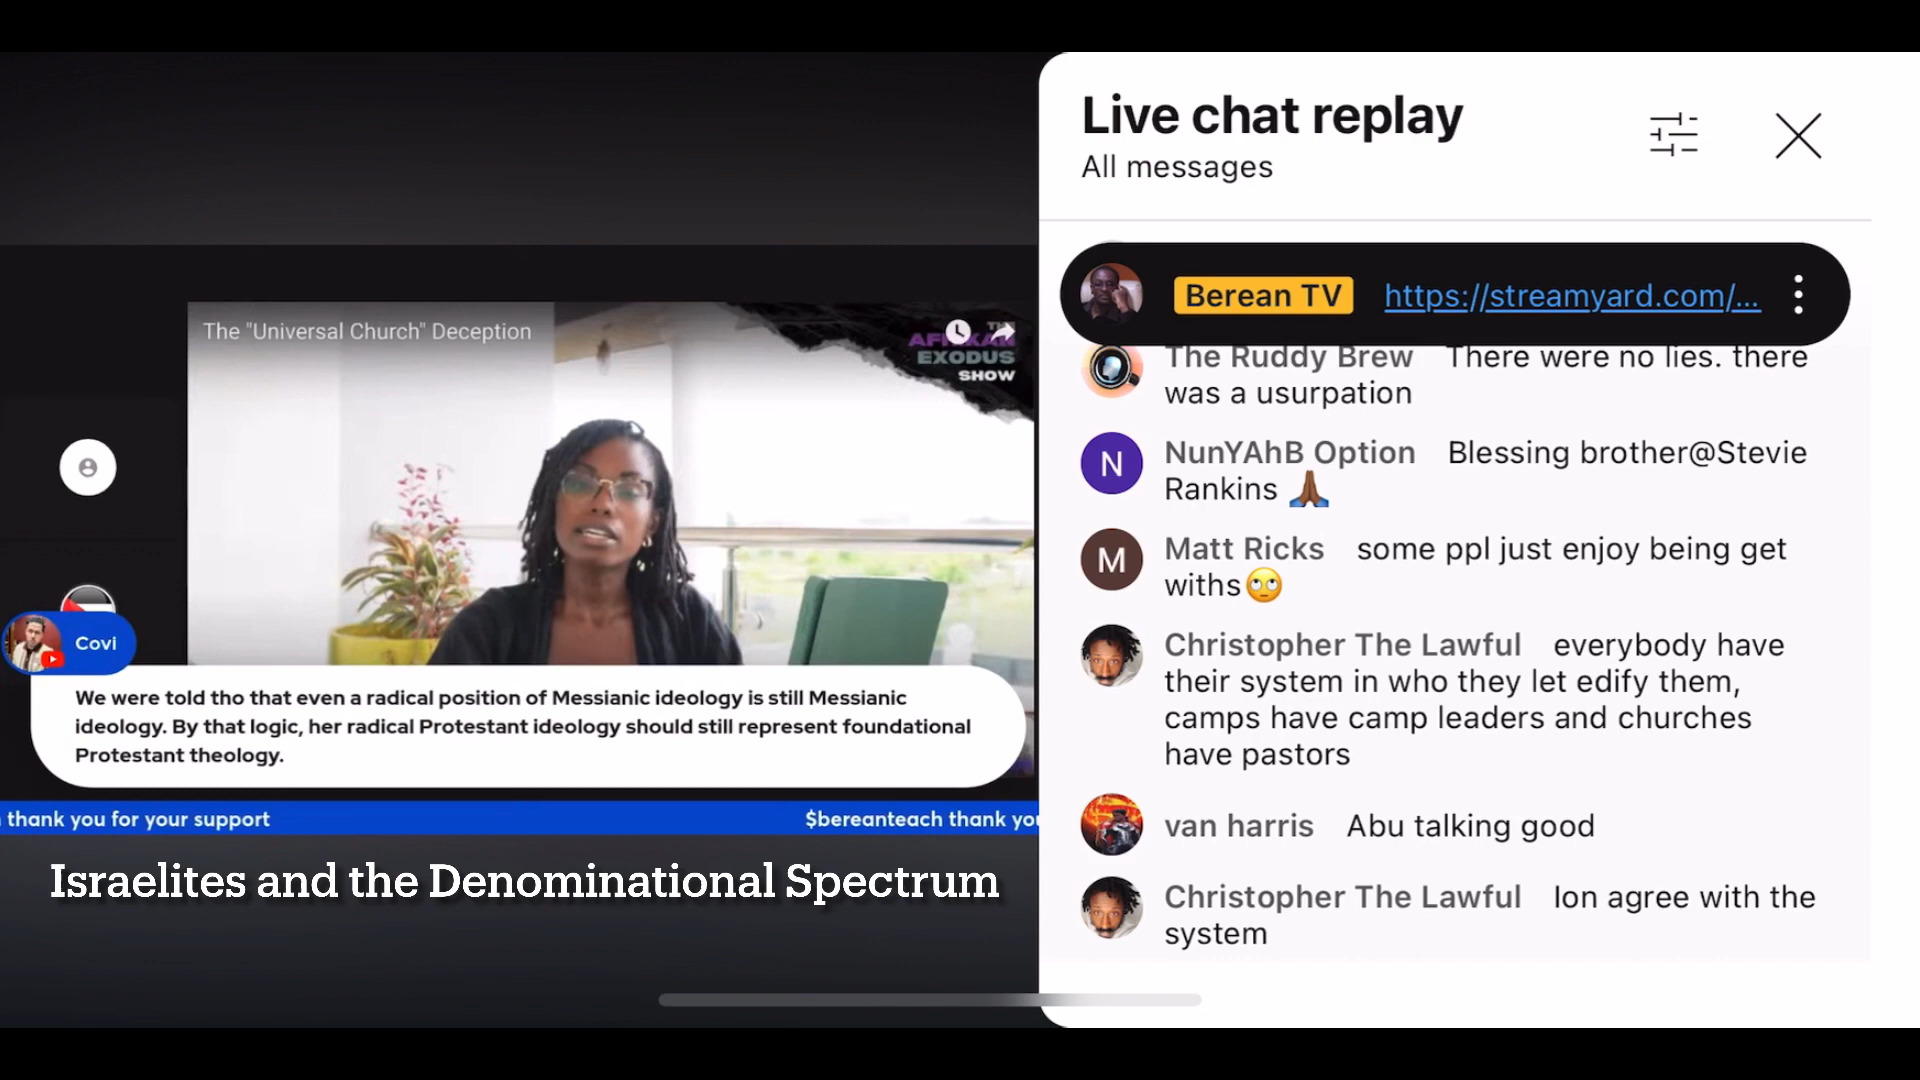 The "Universal Church" Deception
THE
AFRIKAN
EXODUS
SHOW
Covi
We were told tho that even a radical position of Messianic ideology is still Messianic
ideology. By that logic, her radical Protestant ideology should still represent foundational
Protestant theology.
thank you for your support
$bereanteach thank you
Israelites and the Denominational Spectrum
Live chat replay
All messages
Berean TV https://streamyard.com/...
The Ruddy Brew There were no lies. there
was a usurpation
N
NunYAhB Option Blessing brother@Stevie
Rankins 🙏🏾
M
Matt Ricks some ppl just enjoy being get
withs🙄
Christopher The Lawful everybody have
their system in who they let edify them,
camps have camp leaders and churches
have pastors
van harris Abu talking good
Christopher The Lawful Ion agree with the
system